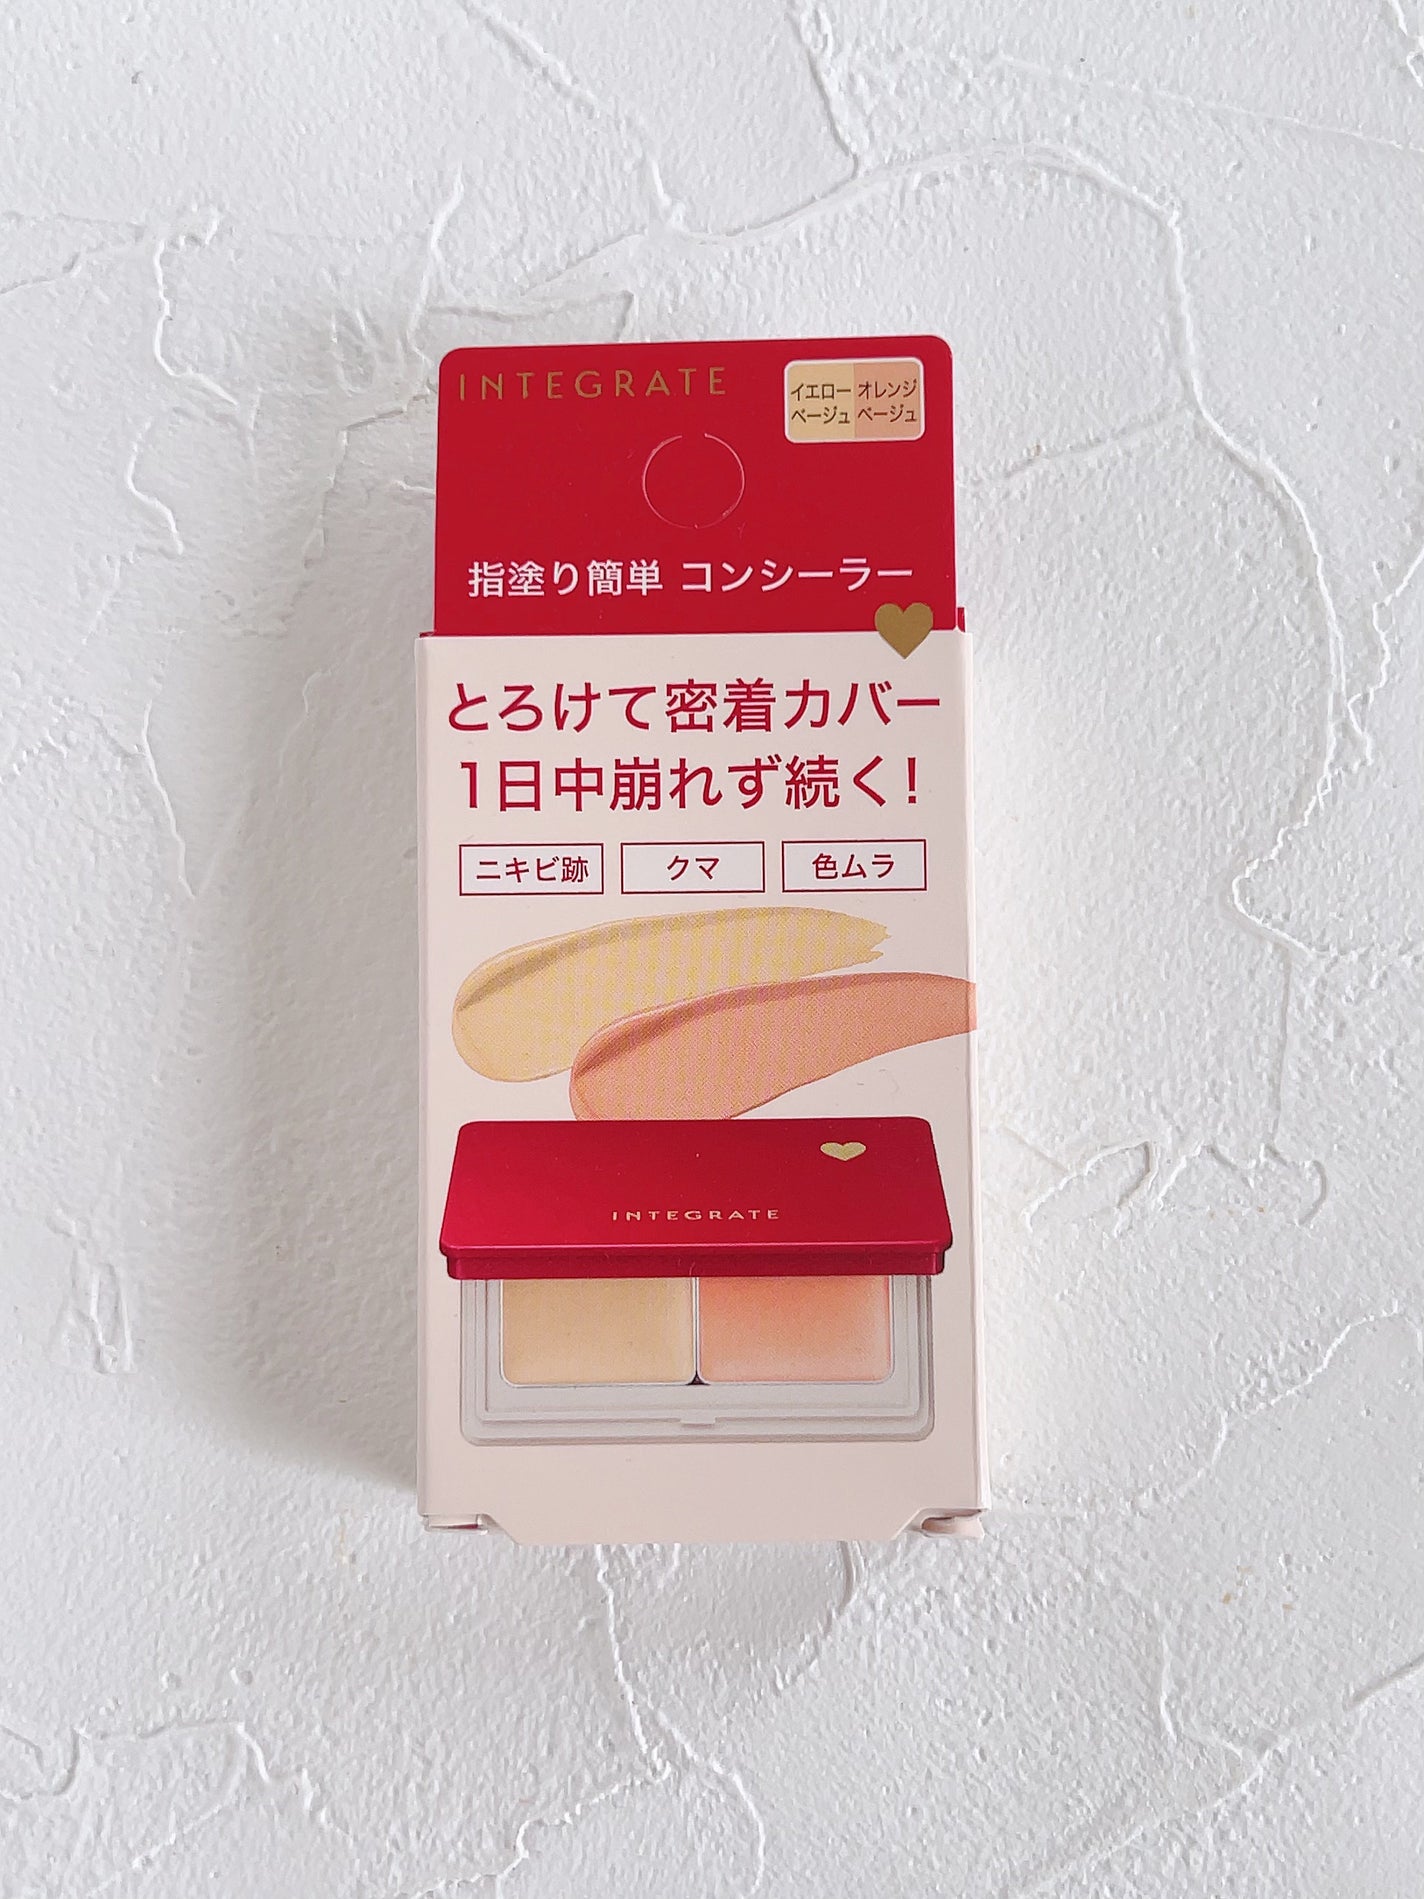 INTEGRATE
イエロー
ベージュ
オレンジ
ベージュ
指塗り簡単 コンシーラー
とろけて密着カバー
1日中崩れず続く!
ニキビ跡
クマ
色ムラ
INTEGRATE